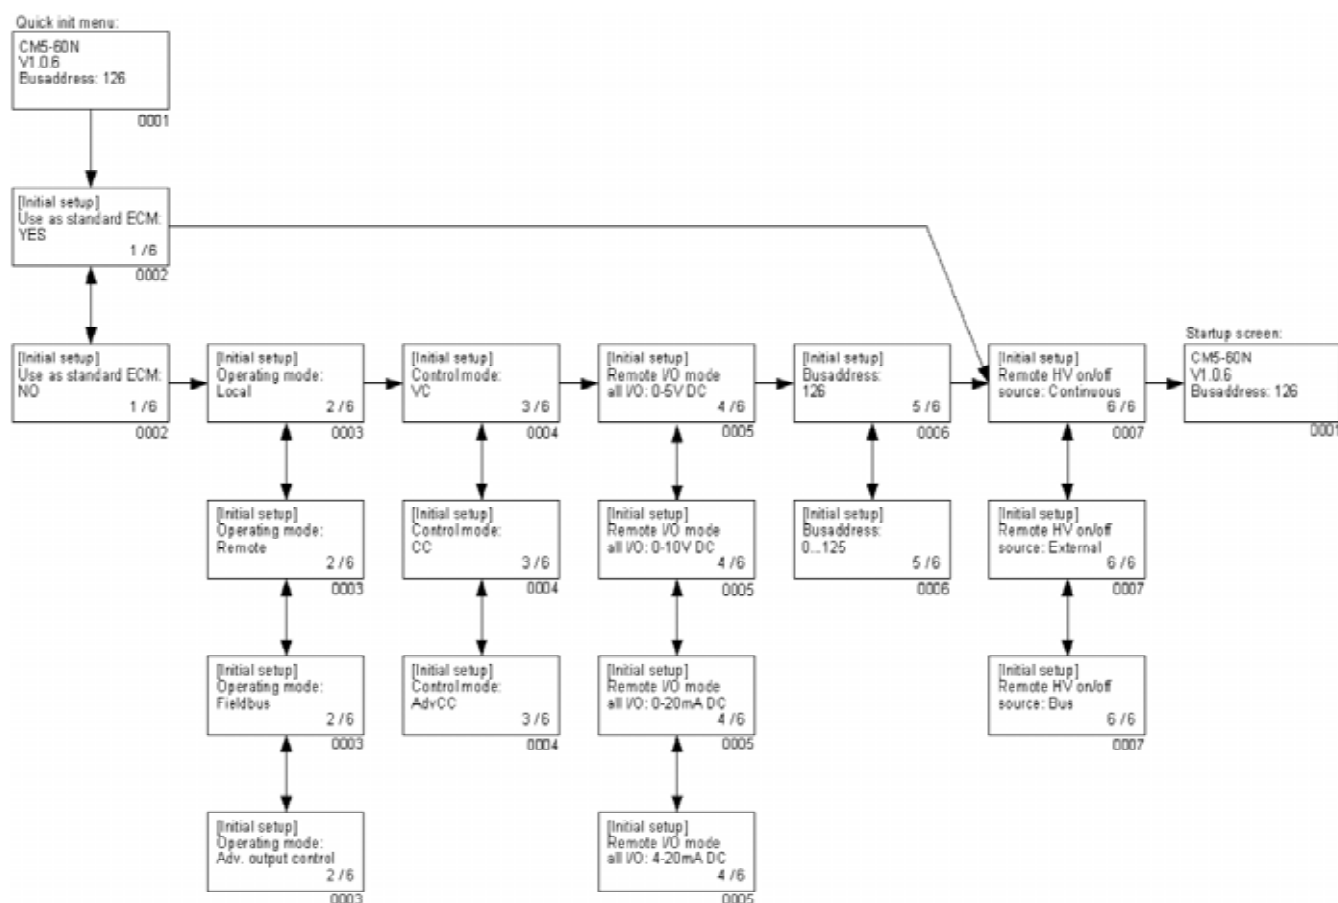 Quick init menu:
CM5-60N
V1.0.6
Busaddress: 126
0001
[Initial setup]
Use as standard ECM:
YES
1 /6
0002
[Initial setup]
Use as standard ECM:
NO
1 /6
0002
[Initial setup]
Operating mode:
Local
2 /6
0003
[Initial setup]
Control mode:
VC
3 /6
0004
[Initial setup]
Remote I/O mode
all I/O: 0-5V DC
4 /6
0005
[Initial setup]
Busaddress:
126
5 /6
0006
[Initial setup]
Remote HV on/off
source: Continuous
6 /6
0007
Startup screen:
CM5-60N
V1.0.6
Busaddress: 126
0001
[Initial setup]
Operating mode:
Remote
2 /6
0003
[Initial setup]
Control mode:
CC
3 /6
0004
[Initial setup]
Remote I/O mode
all I/O: 0-10V DC
4 /6
0005
[Initial setup]
Busaddress:
0...125
5 /6
0006
[Initial setup]
Remote HV on/off
source: External
6 /6
0007
[Initial setup]
Operating mode:
Fieldbus
2 /6
0003
[Initial setup]
Control mode:
AdvCC
3 /6
0004
[Initial setup]
Remote I/O mode
all I/O: 0-20mA DC
4 /6
0005
[Initial setup]
Remote HV on/off
source: Bus
6 /6
0007
[Initial setup]
Operating mode:
Adv. output control
2 /6
0003
[Initial setup]
Remote I/O mode
all I/O: 4-20mA DC
4 /6
0005